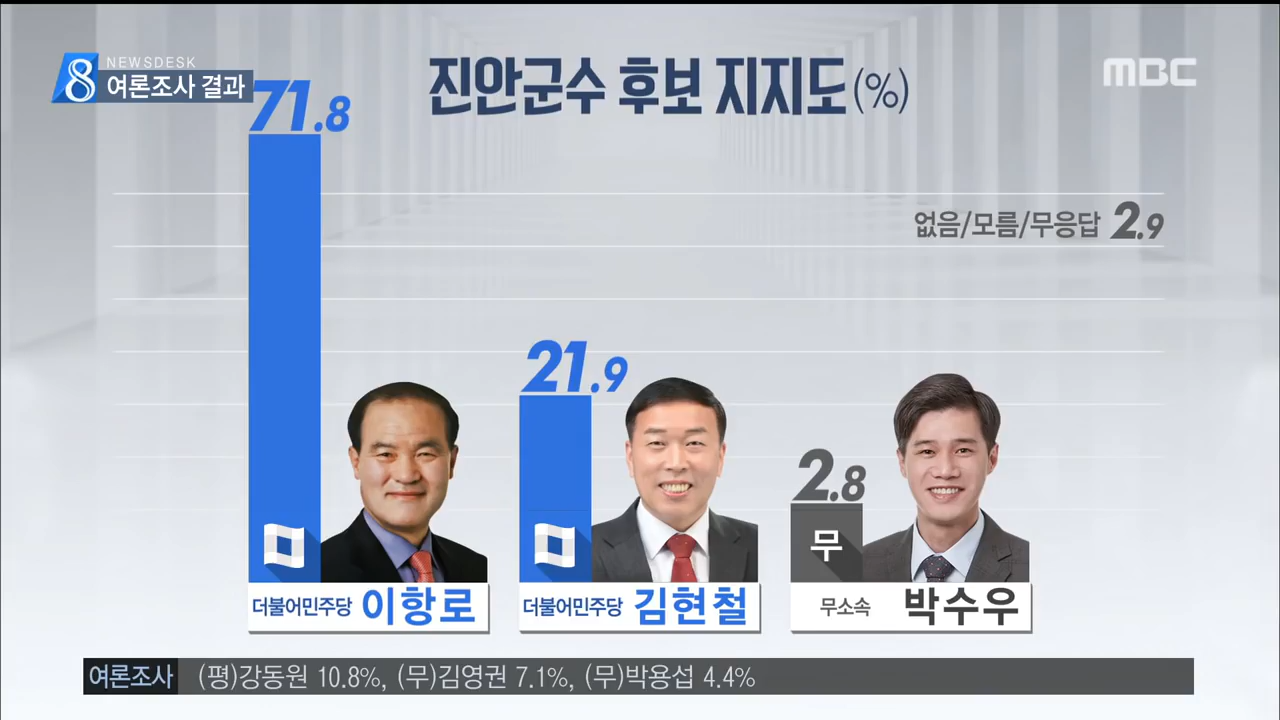 NEWSDESK
8 여론조사 결과
진안군수 후보 지지도(%)
MBC
71.8
없음/모름/무응답 2.9
21.9
2.8
무
더불어민주당 이항로
더불어민주당 김현철
무소속 박수우
여론조사 (평)강동원 10.8%, (무)김영권 7.1%, (무)박용섭 4.4%